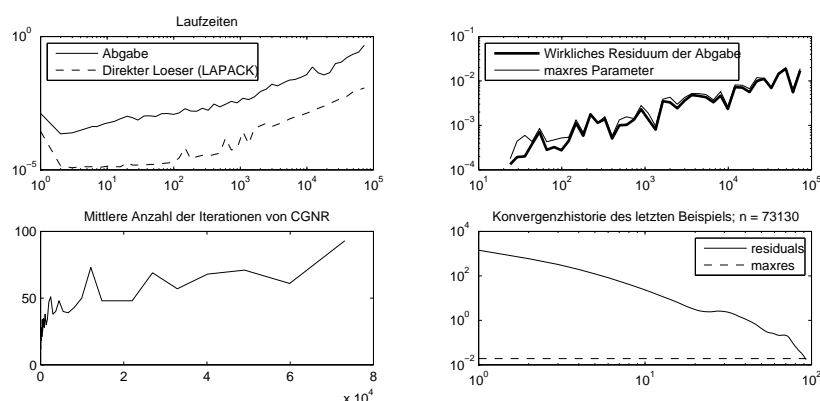 Laufzeiten
10^0
10^-5
Abgabe
Direkter Loeser (LAPACK)
10^0 10^1 10^2 10^3 10^4 10^5
10^-1
10^-2
10^-3
10^-4
Wirkliches Residuum der Abgabe
maxres Parameter
10^1 10^2 10^3 10^4 10^5
Mittlere Anzahl der Iterationen von CGNR
100
50
0
0 2 4 6 8
x 10^4
Konvergenzhistorie des letzten Beispiels; n = 73130
10^4
10^2
10^0
10^-2
residuals
maxres
10^0 10^1 10^2